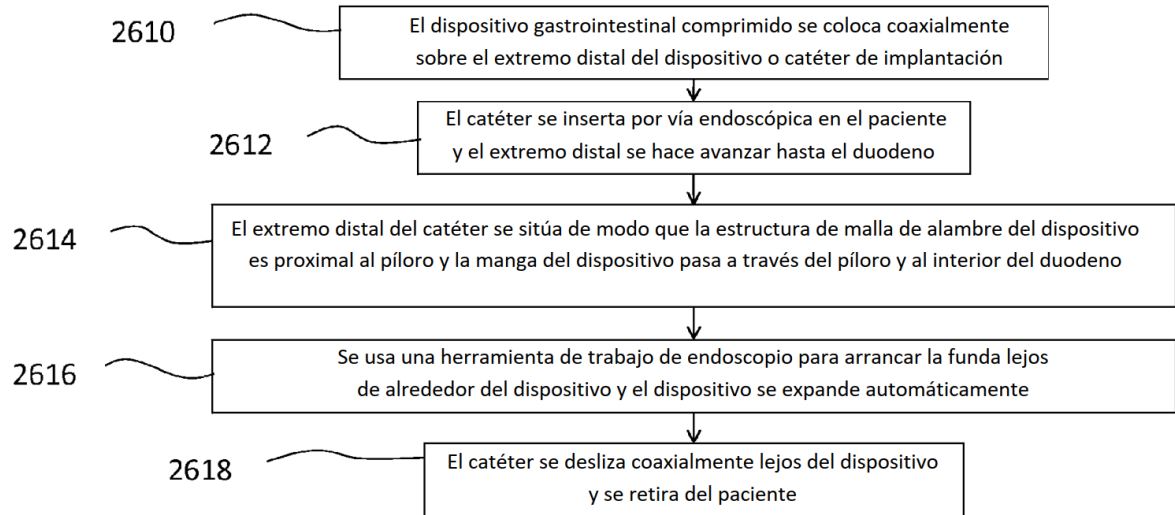 2610
El dispositivo gastrointestinal comprimido se coloca coaxialmente
sobre el extremo distal del dispositivo o catéter de implantación
2612
El catéter se inserta por vía endoscópica en el paciente
y el extremo distal se hace avanzar hasta el duodeno
2614
El extremo distal del catéter se sitúa de modo que la estructura de malla de alambre del dispositivo
es proximal al píloro y la manga del dispositivo pasa a través del píloro y al interior del duodeno
2616
Se usa una herramienta de trabajo de endoscopio para arrancar la funda lejos
de alrededor del dispositivo y el dispositivo se expande automáticamente
2618
El catéter se desliza coaxialmente lejos del dispositivo
y se retira del paciente